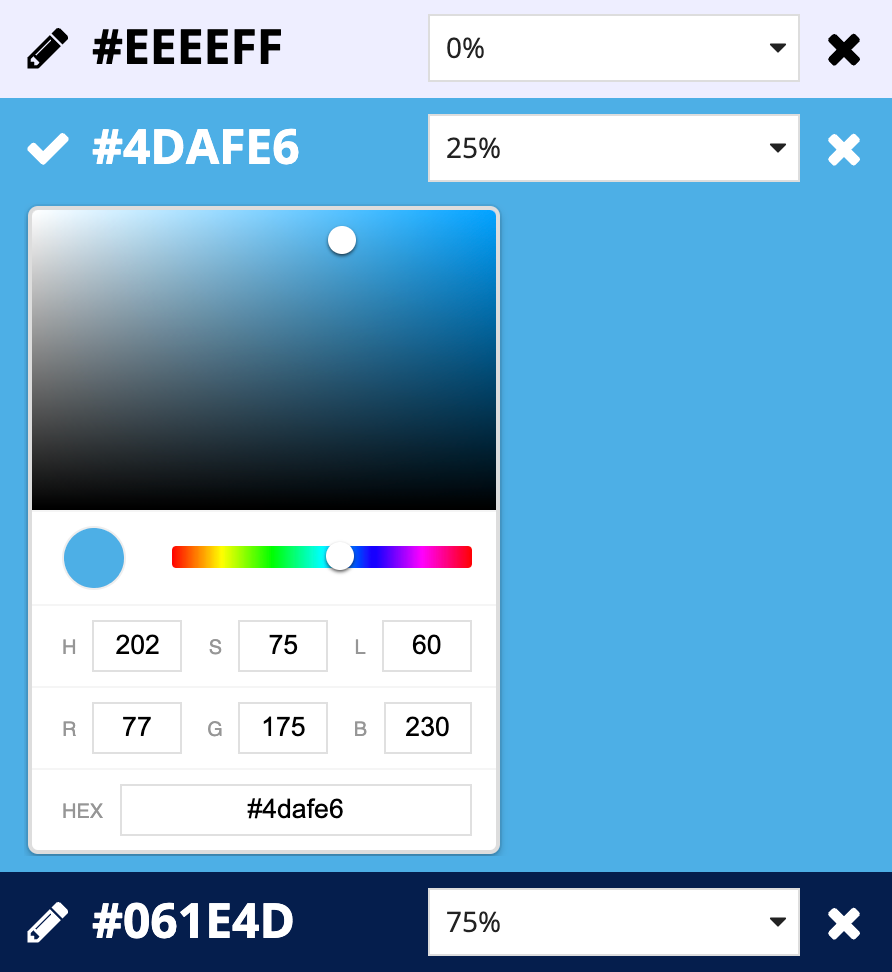 #EEEEFF 0%
#4DAFE6 25%
H 202 S 75 L 60
R 77 G 175 B 230
HEX #4dafe6
#061E4D 75%